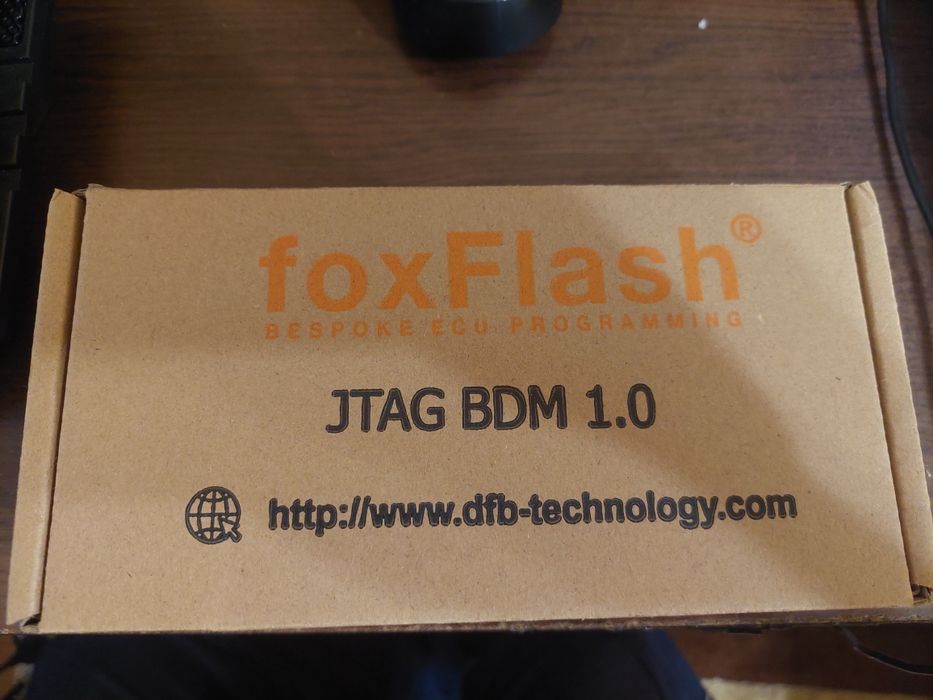 foxFlash®
BESPOKE ECU PROGRAMMING
JTAG BDM 1.0
http://www.dfb-technology.com